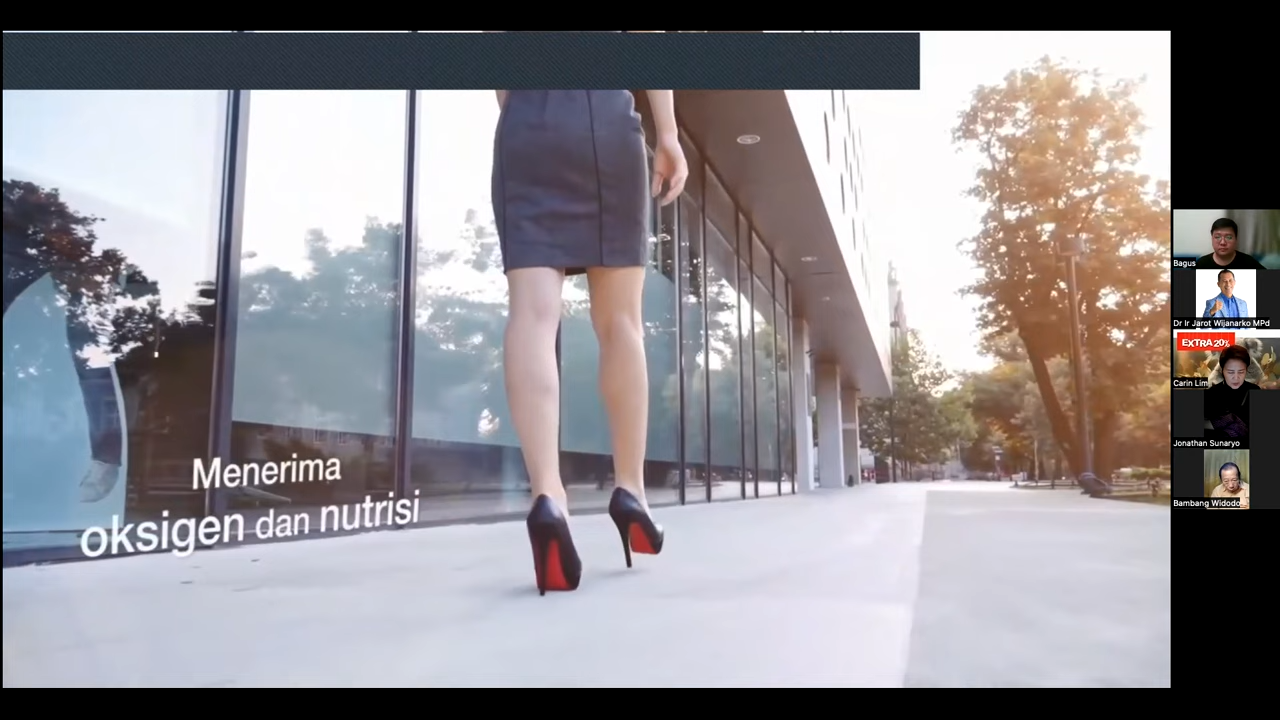 Menerima
oksigen dan nutrisi
Bagus
Dr Ir Jarot Wijanarko MPd
EXTRA 20%
Carin Lim
Jonathan Sunaryo
Bambang Widodo